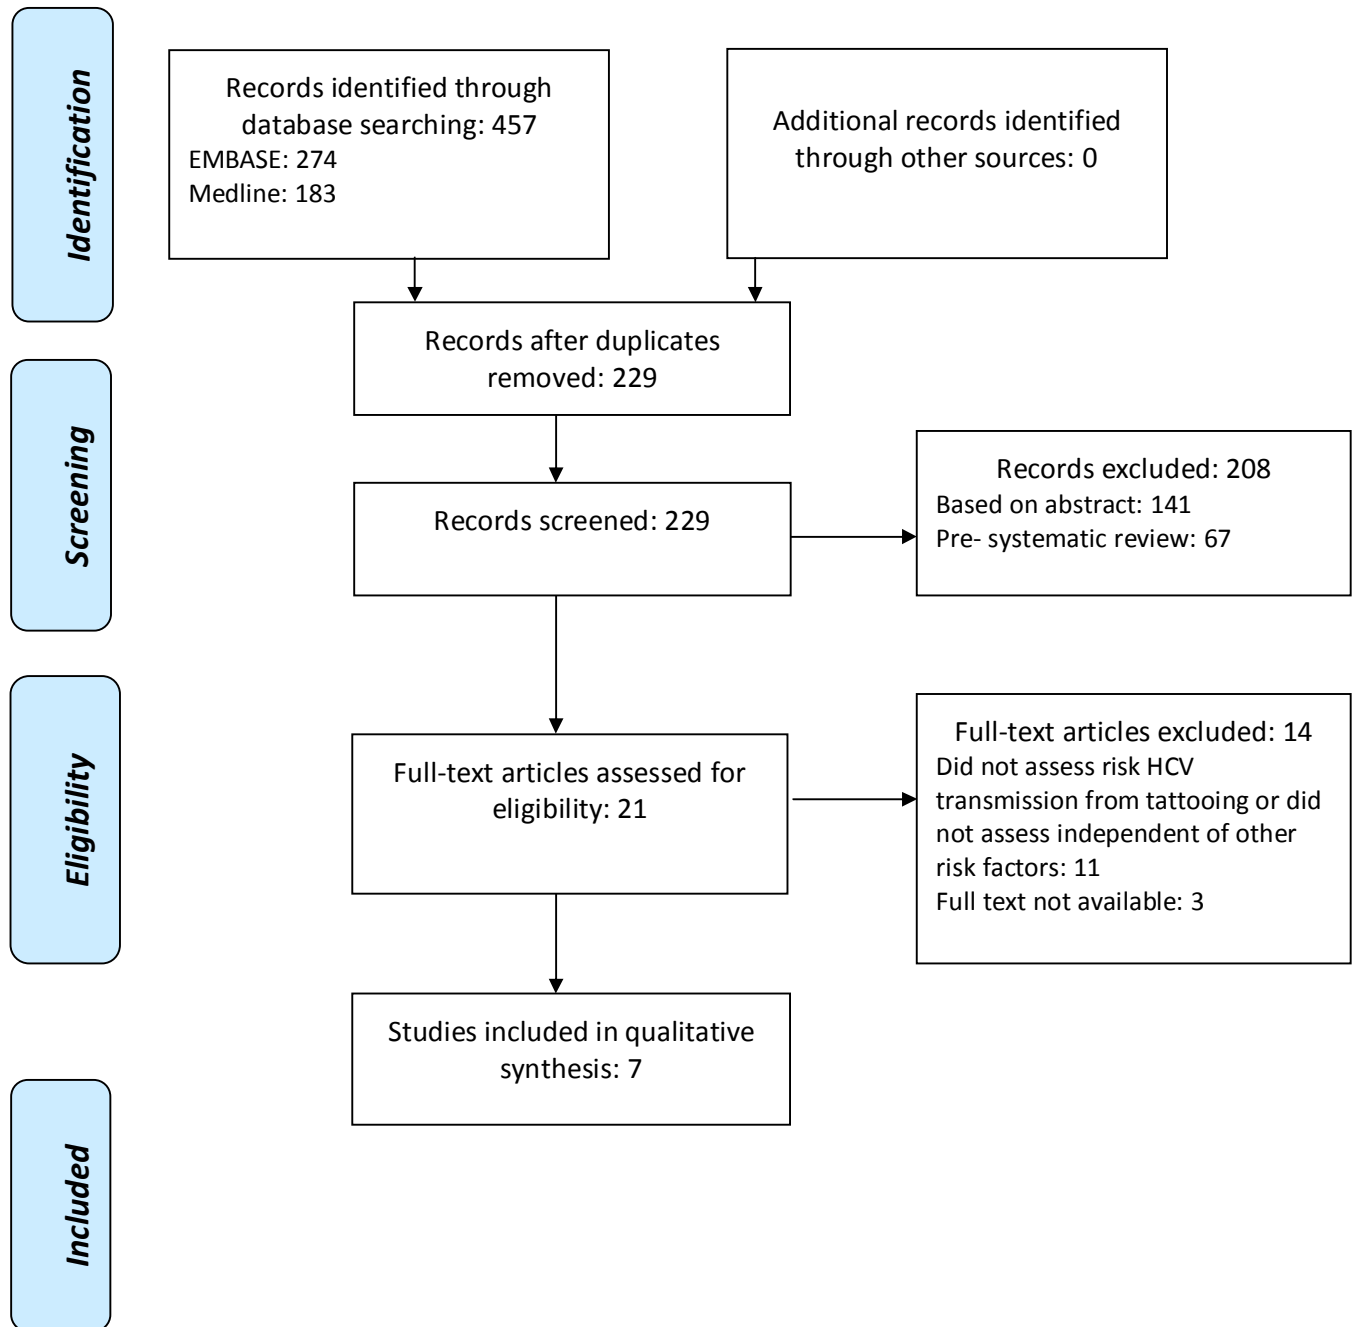 Identification
Records identified through
database searching: 457
EMBASE: 274
Medline: 183
Additional records identified
through other sources: 0
Records after duplicates
removed: 229
Screening
Records screened: 229
Records excluded: 208
Based on abstract: 141
Pre- systematic review: 67
Eligibility
Full-text articles assessed for
eligibility: 21
Full-text articles excluded: 14
Did not assess risk HCV
transmission from tattooing or did
not assess independent of other
risk factors: 11
Full text not available: 3
Studies included in qualitative
synthesis: 7
Included